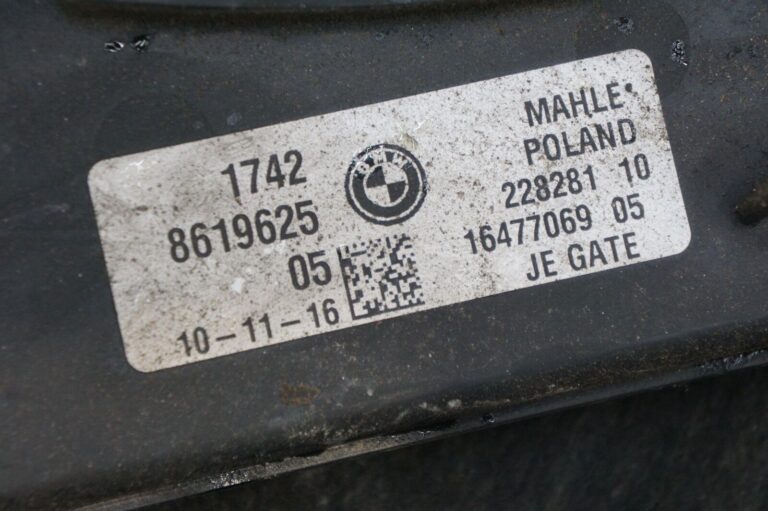 1742
8619625
05
10-11-16
BMW
MAHLE
POLAND
228281 10
16477069 05
JE GATE